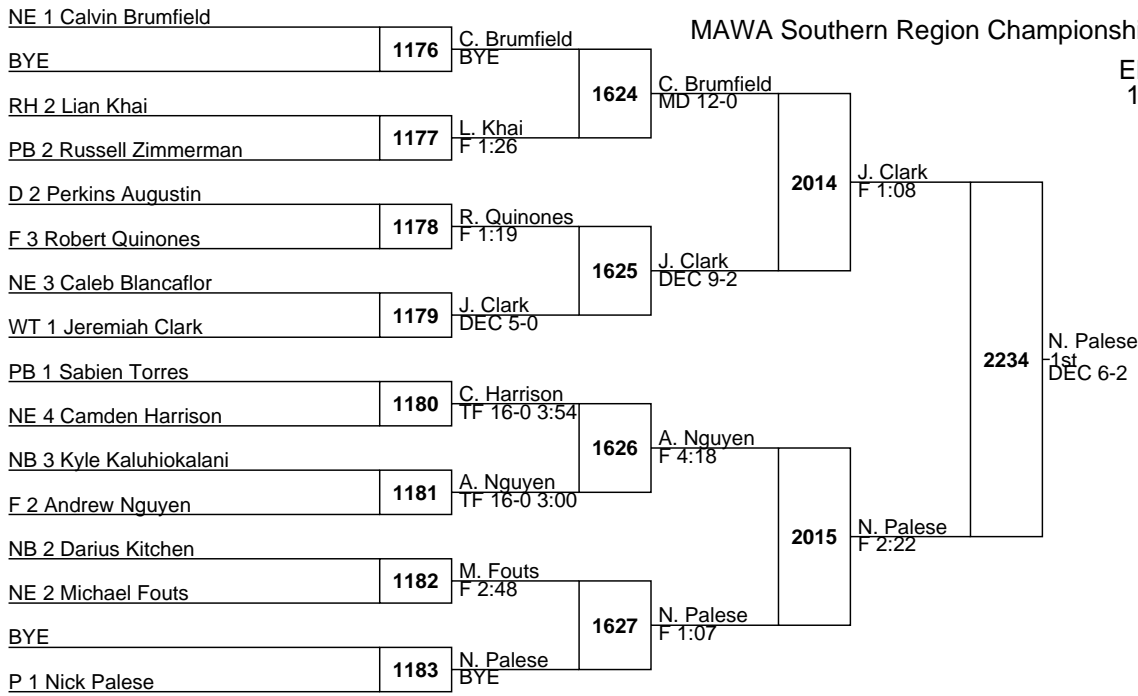 MAWA Southern Region Championshi
El
1
NE 1 Calvin Brumfield
BYE
1176
C. Brumfield
BYE
RH 2 Lian Khai
PB 2 Russell Zimmerman
1177
L. Khai
F 1:26
1624
C. Brumfield
MD 12-0
D 2 Perkins Augustin
F 3 Robert Quinones
1178
R. Quinones
F 1:19
NE 3 Caleb Blancaflor
WT 1 Jeremiah Clark
1179
J. Clark
DEC 5-0
1625
J. Clark
DEC 9-2
2014
J. Clark
F 1:08
PB 1 Sabien Torres
NE 4 Camden Harrison
1180
C. Harrison
TF 16-0 3:54
NB 3 Kyle Kaluhiokalani
F 2 Andrew Nguyen
1181
A. Nguyen
TF 16-0 3:00
1626
A. Nguyen
F 4:18
NB 2 Darius Kitchen
NE 2 Michael Fouts
1182
M. Fouts
F 2:48
BYE
P 1 Nick Palese
1183
N. Palese
BYE
1627
N. Palese
F 1:07
2015
N. Palese
F 2:22
2234
N. Palese
1st
DEC 6-2